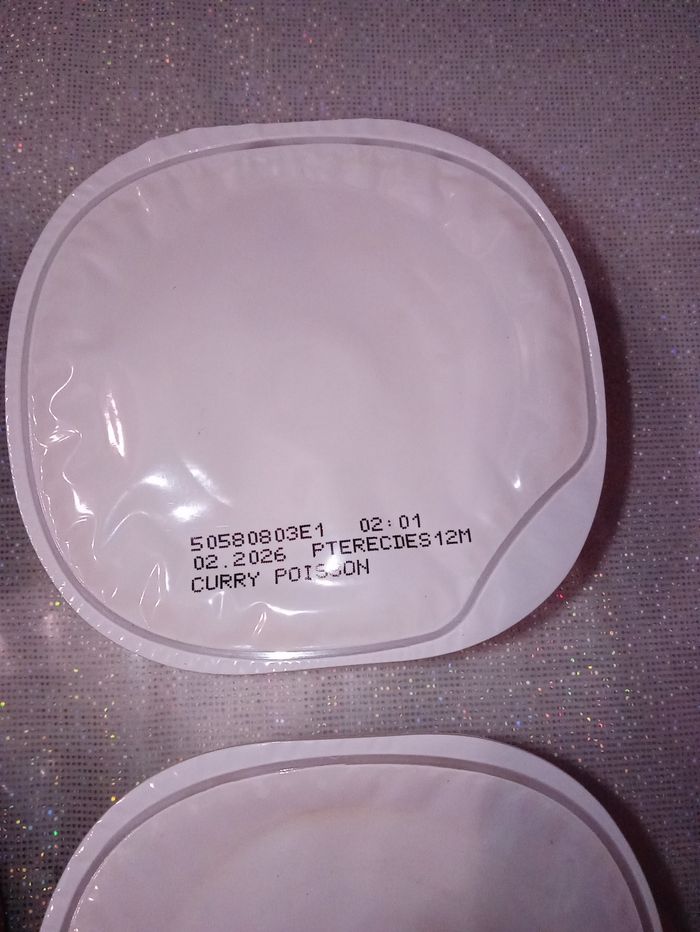 50580803E1 02:01
02.2026 PTERECDES12M
CURRY POISSON